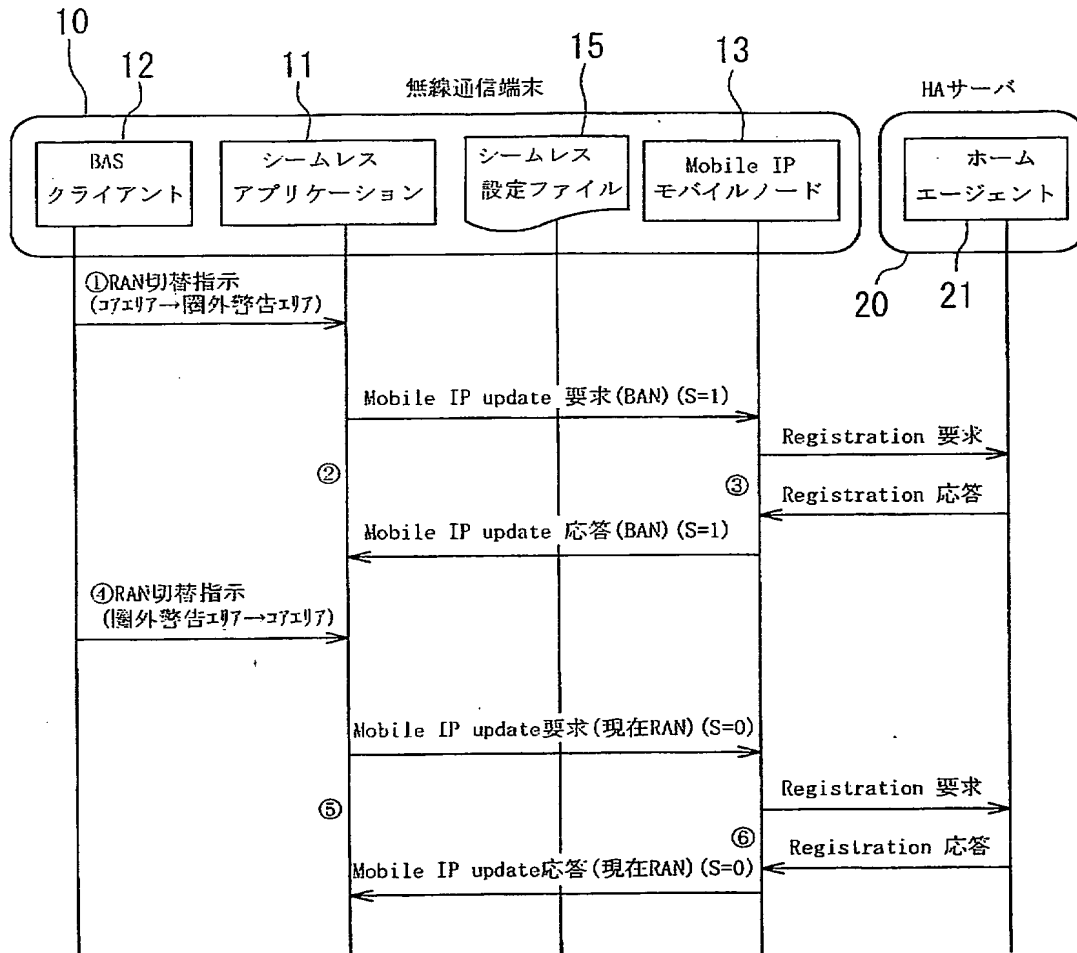 10
12
11
15
13
無線通信端末
HAサーバ
BAS
クライアント
シームレス
アプリケーション
シームレス
設定ファイル
Mobile IP
モバイルノード
ホーム
エージェント
20
21
①RAN切替指示
(コアエリア→圏外警告エリア)
Mobile IP update 要求(BAN)(S=1)
Registration 要求
②
③
Registration 応答
Mobile IP update 応答(BAN)(S=1)
④RAN切替指示
(圏外警告エリア→コアエリア)
Mobile IP update要求(現在RAN)(S=0)
Registration 要求
⑤
⑥
Registration 応答
Mobile IP update応答(現在RAN)(S=0)